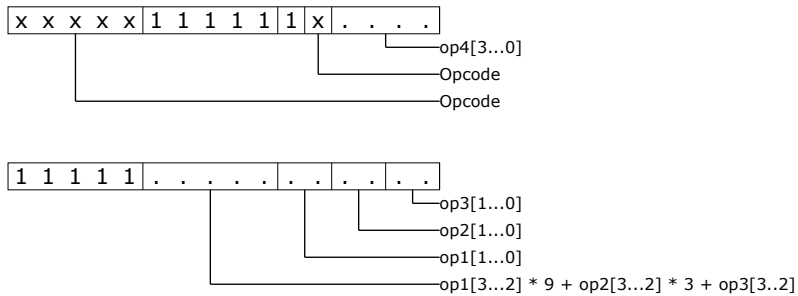 x x x x x 1 1 1 1 1 1 x . . . .
op4[3...0]
Opcode
Opcode
1 1 1 1 1 . . . . . . . . . . .
op3[1...0]
op2[1...0]
op1[1...0]
op1[3...2] * 9 + op2[3...2] * 3 + op3[3..2]